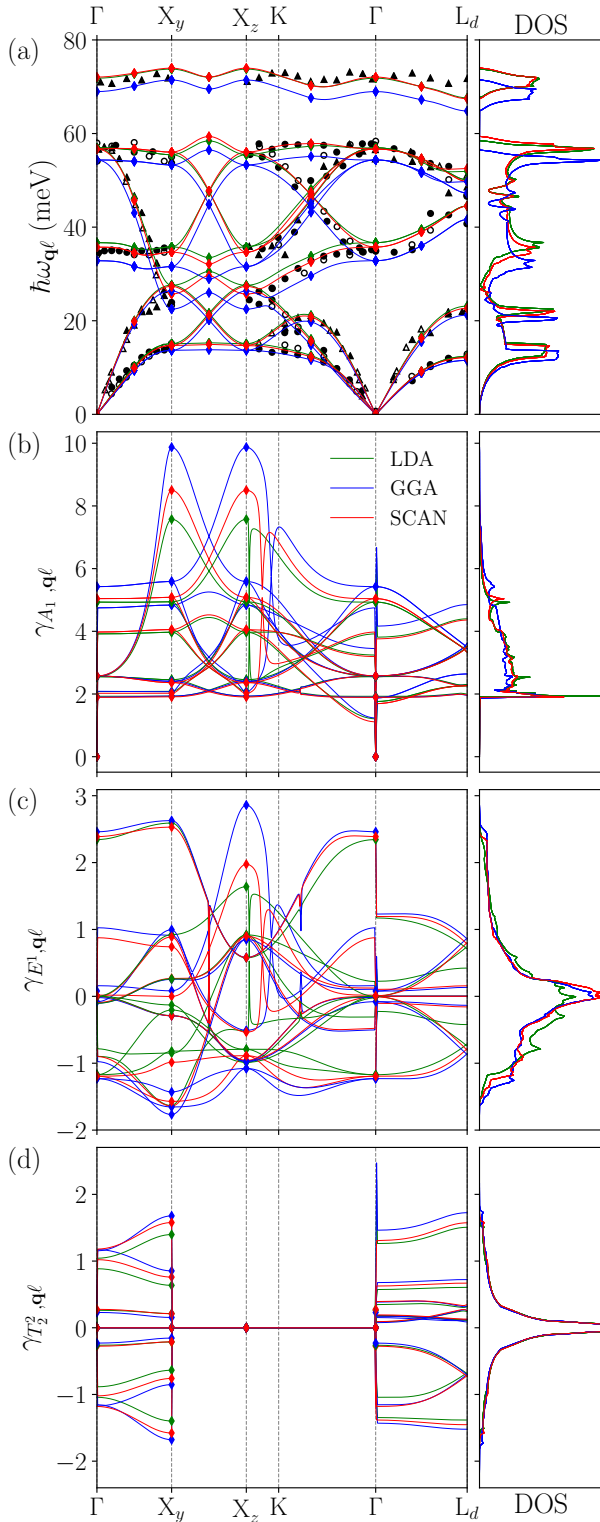 Γ X_y X_z K Γ L_d DOS
(a)
80
60
40
20
0
ħω_qℓ (meV)
(b)
10
8
6
4
2
0
γ_A₁,qℓ
LDA
GGA
SCAN
(c)
3
2
1
0
−1
−2
γ_E¹,qℓ
(d)
2
1
0
−1
−2
γ_T₂²,qℓ
Γ X_y X_z K Γ L_d DOS